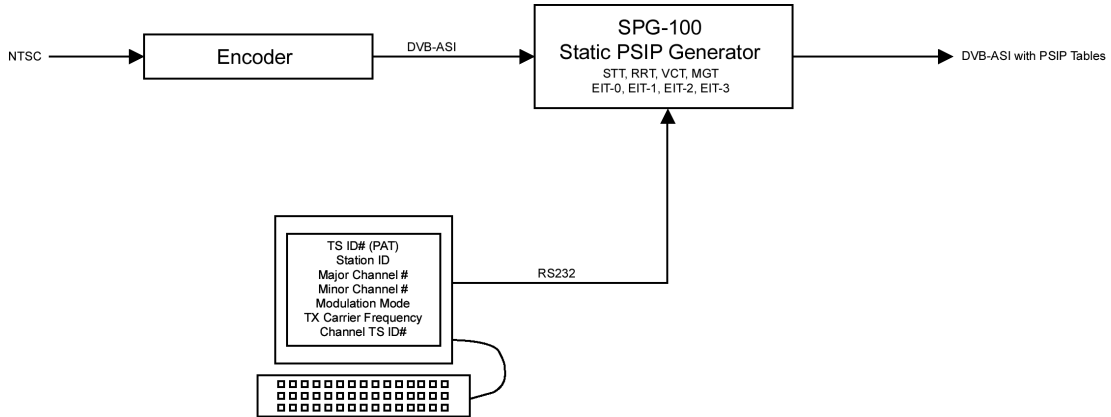 NTSC
Encoder
DVB-ASI
SPG-100
Static PSIP Generator
STT, RRT, VCT, MGT
EIT-0, EIT-1, EIT-2, EIT-3
DVB-ASI with PSIP Tables
TS ID# (PAT)
Station ID
Major Channel #
Minor Channel #
Modulation Mode
TX Carrier Frequency
Channel TS ID#
RS232